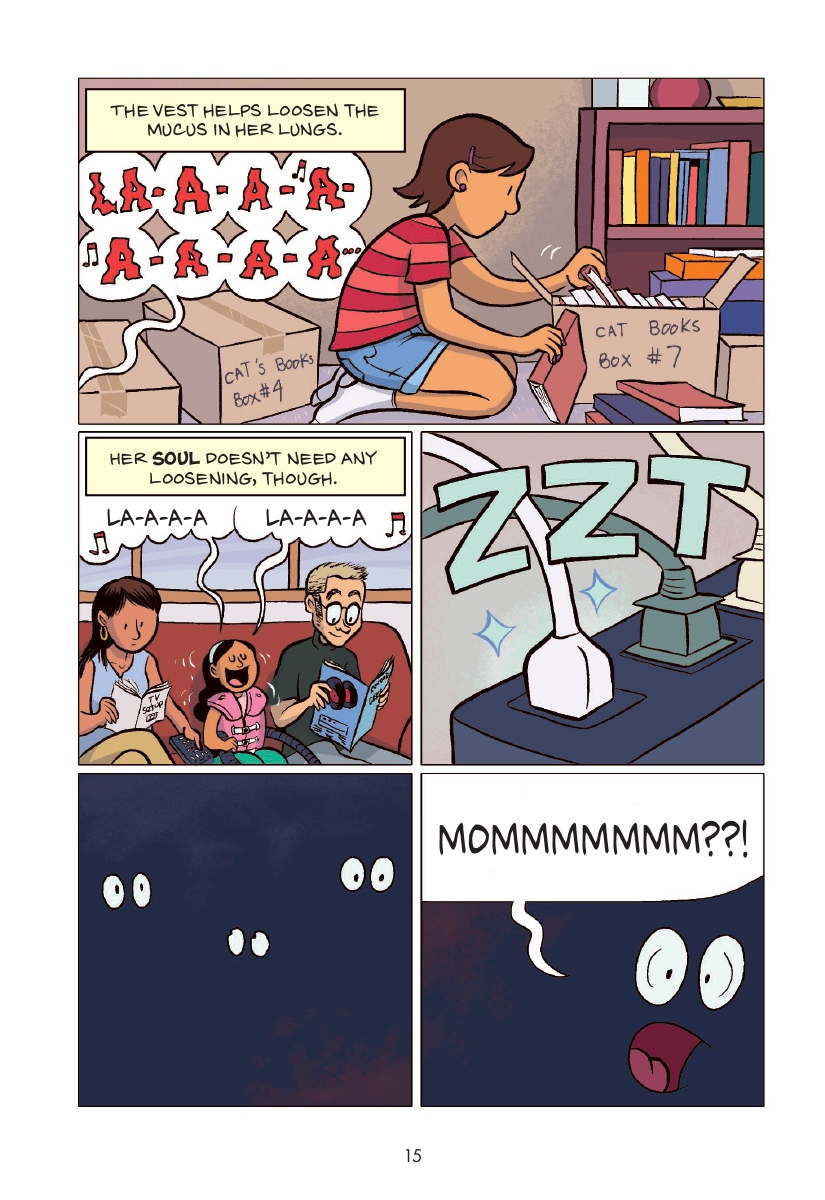 THE VEST HELPS LOOSEN THE
MUCUS IN HER LUNGS.
LA-A-A-A-
A-A-A-A...
CAT'S BOOKS
BOX #4
CAT BOOKS
BOX #7
HER SOUL DOESN'T NEED ANY
LOOSENING, THOUGH.
LA-A-A-A
LA-A-A-A
TV
SETUP
ZZT
MOMMMMMMM??!
15